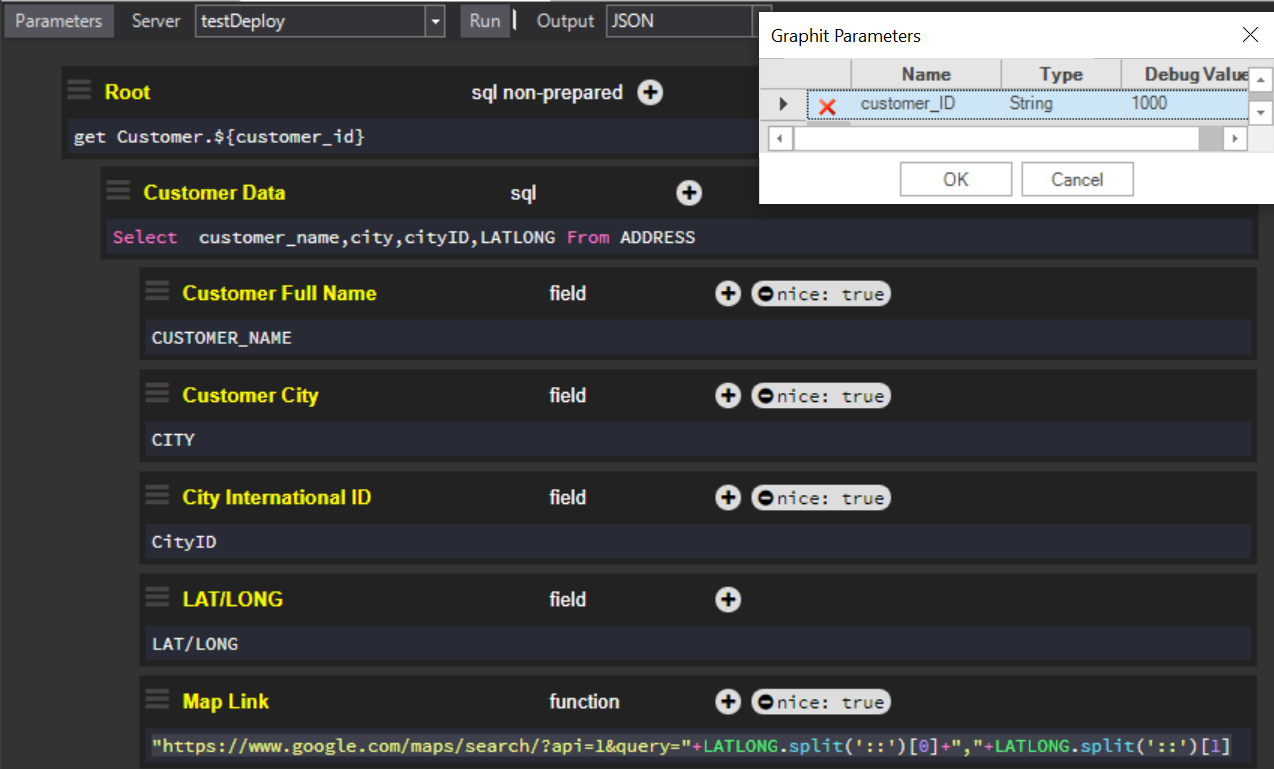 Parameters Server testDeploy Run Output JSON
Graphit Parameters
Name Type Debug Value
customer_ID String 1000
OK Cancel
Root sql non-prepared
get Customer.${customer_id}
Customer Data sql
Select customer_name,city,cityID,LATLONG From ADDRESS
Customer Full Name field nice: true
CUSTOMER_NAME
Customer City field nice: true
CITY
City International ID field nice: true
CityID
LAT/LONG field
LAT/LONG
Map Link function nice: true
"https://www.google.com/maps/search/?api=1&query="+LATLONG.split('::')[0]+","+LATLONG.split('::')[1]